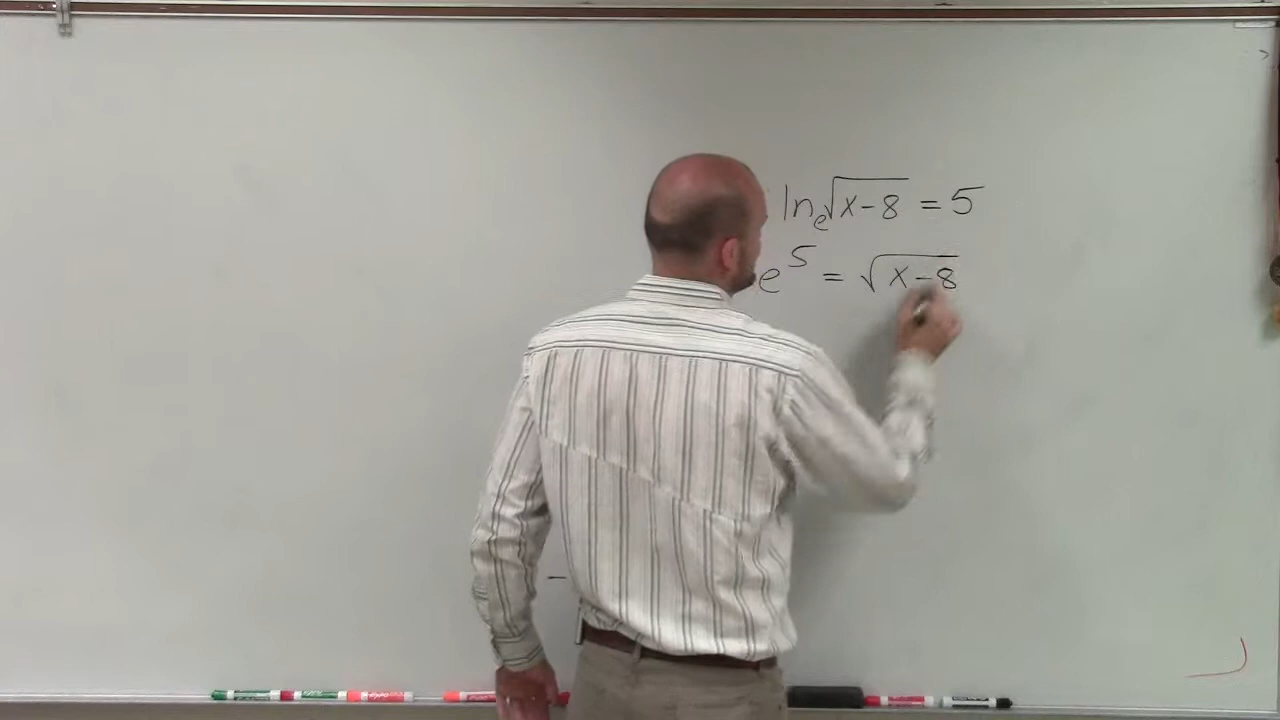 ln_e√(x-8) = 5
e^5 = √(x-8)